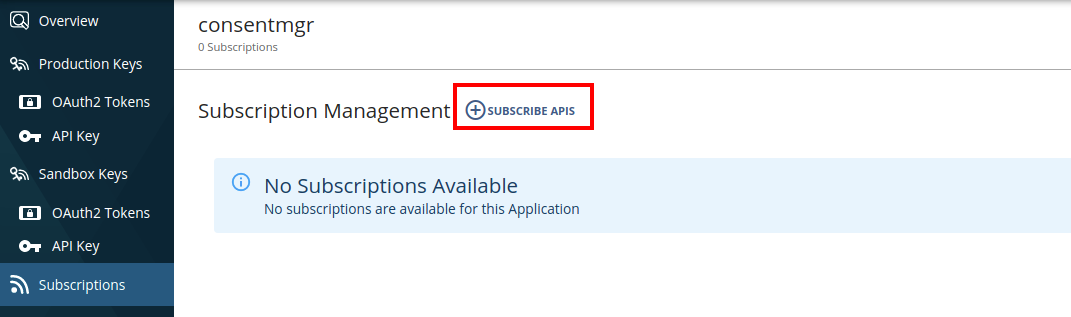 Overview
Production Keys
OAuth2 Tokens
API Key
Sandbox Keys
OAuth2 Tokens
API Key
Subscriptions
consentmgr
0 Subscriptions
Subscription Management
SUBSCRIBE APIS
No Subscriptions Available
No subscriptions are available for this Application